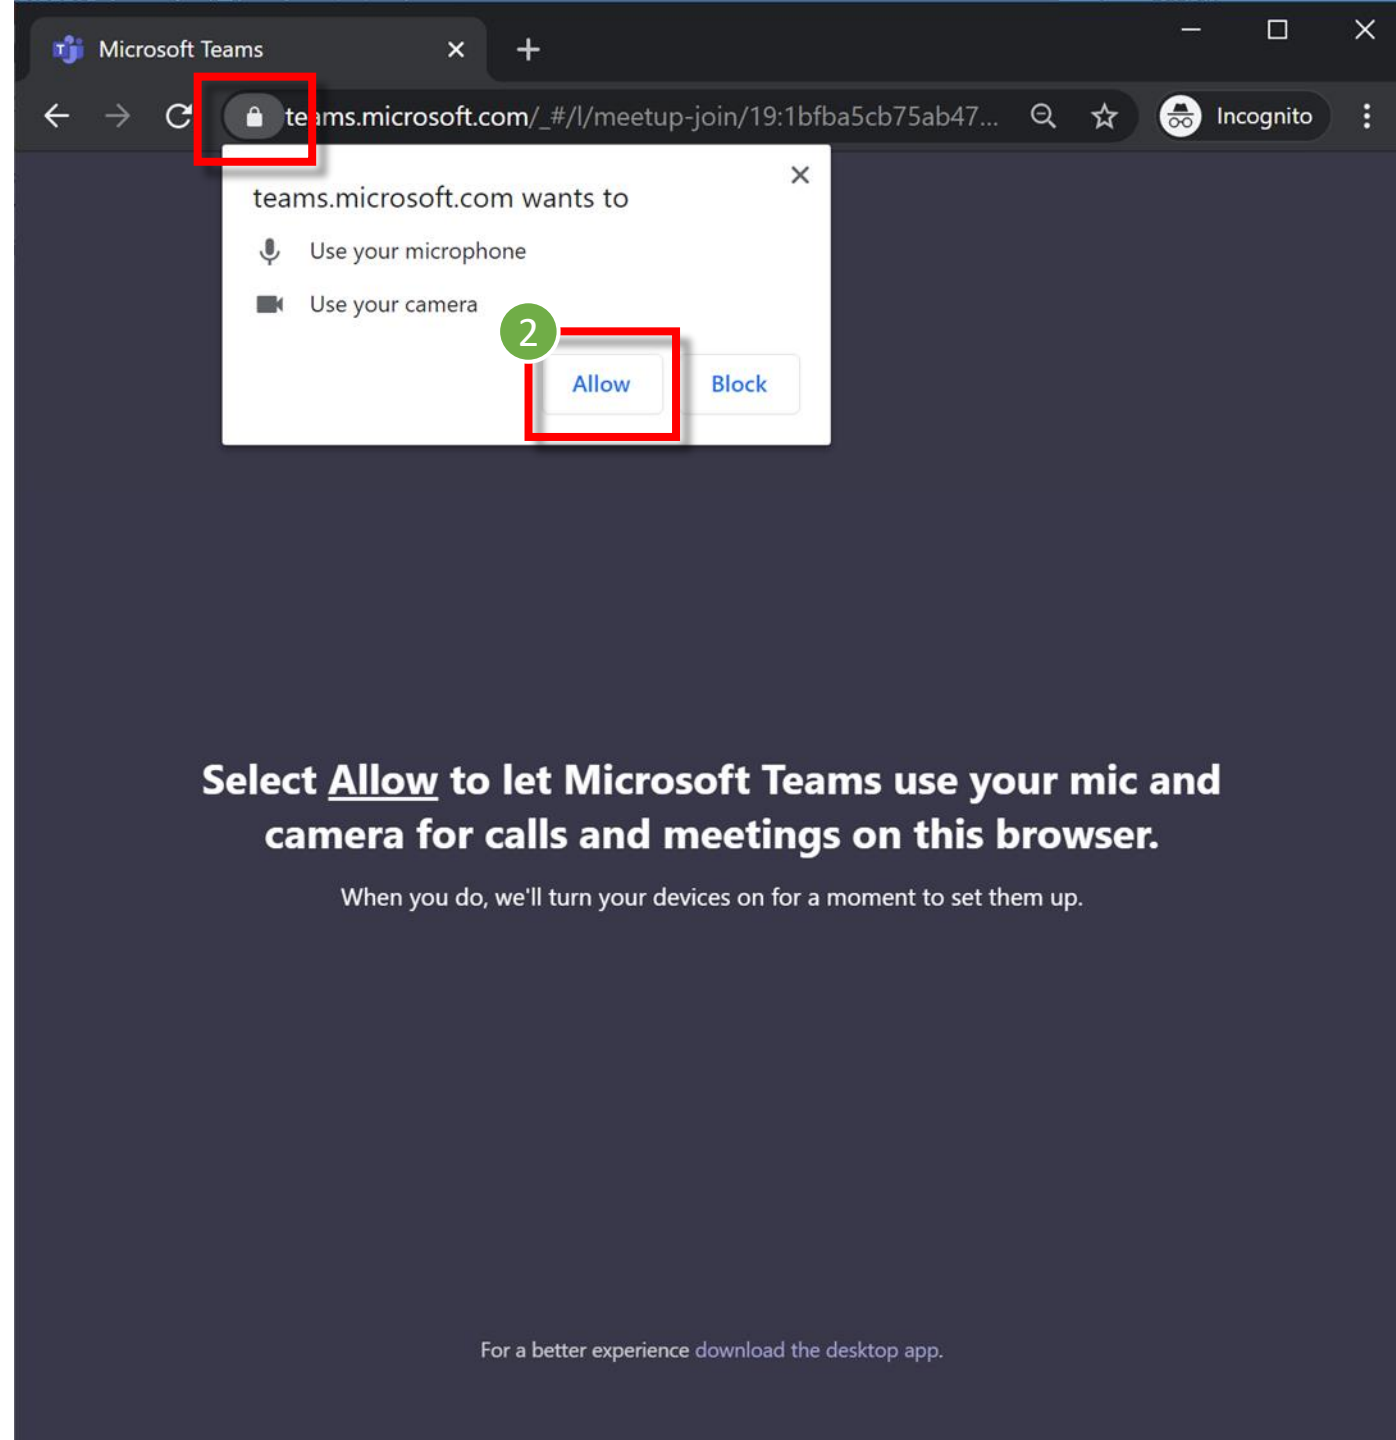 Microsoft Teams
teams.microsoft.com/_#/l/meetup-join/19:1bfba5cb75ab47...
Incognito
teams.microsoft.com wants to
Use your microphone
Use your camera
2
Allow
Block
Select Allow to let Microsoft Teams use your mic and
camera for calls and meetings on this browser.
When you do, we'll turn your devices on for a moment to set them up.
For a better experience download the desktop app.